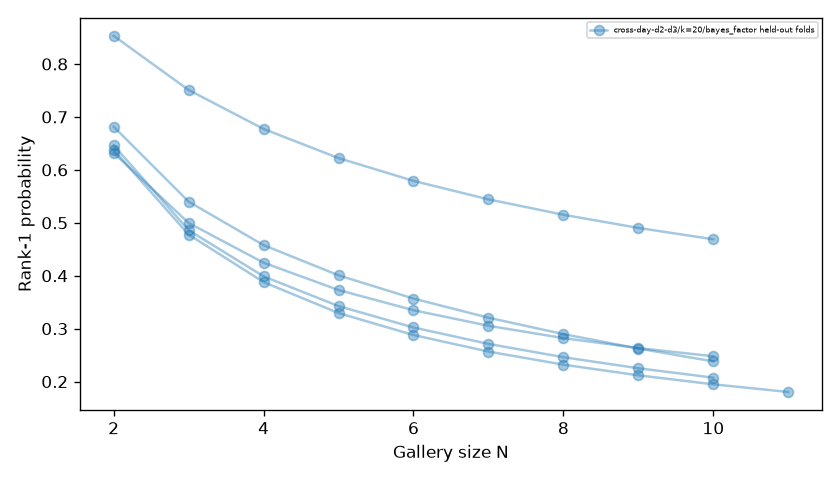 cross-day-d2-d3/k=20/bayes_factor held-out folds
Rank-1 probability
0.8
0.7
0.6
0.5
0.4
0.3
0.2
2 4 6 8 10
Gallery size N